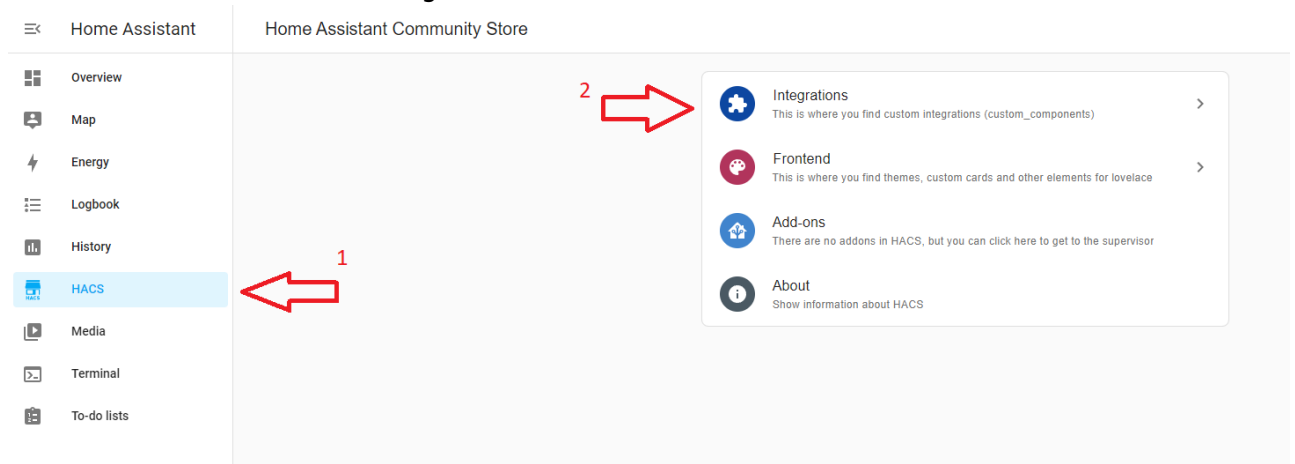 Home Assistant
Home Assistant Community Store
Overview
Map
Energy
Logbook
History
HACS
HACS
Media
Terminal
To-do lists
1
2
Integrations
This is where you find custom integrations (custom_components)
Frontend
This is where you find themes, custom cards and other elements for lovelace
Add-ons
There are no addons in HACS, but you can click here to get to the supervisor
About
Show information about HACS